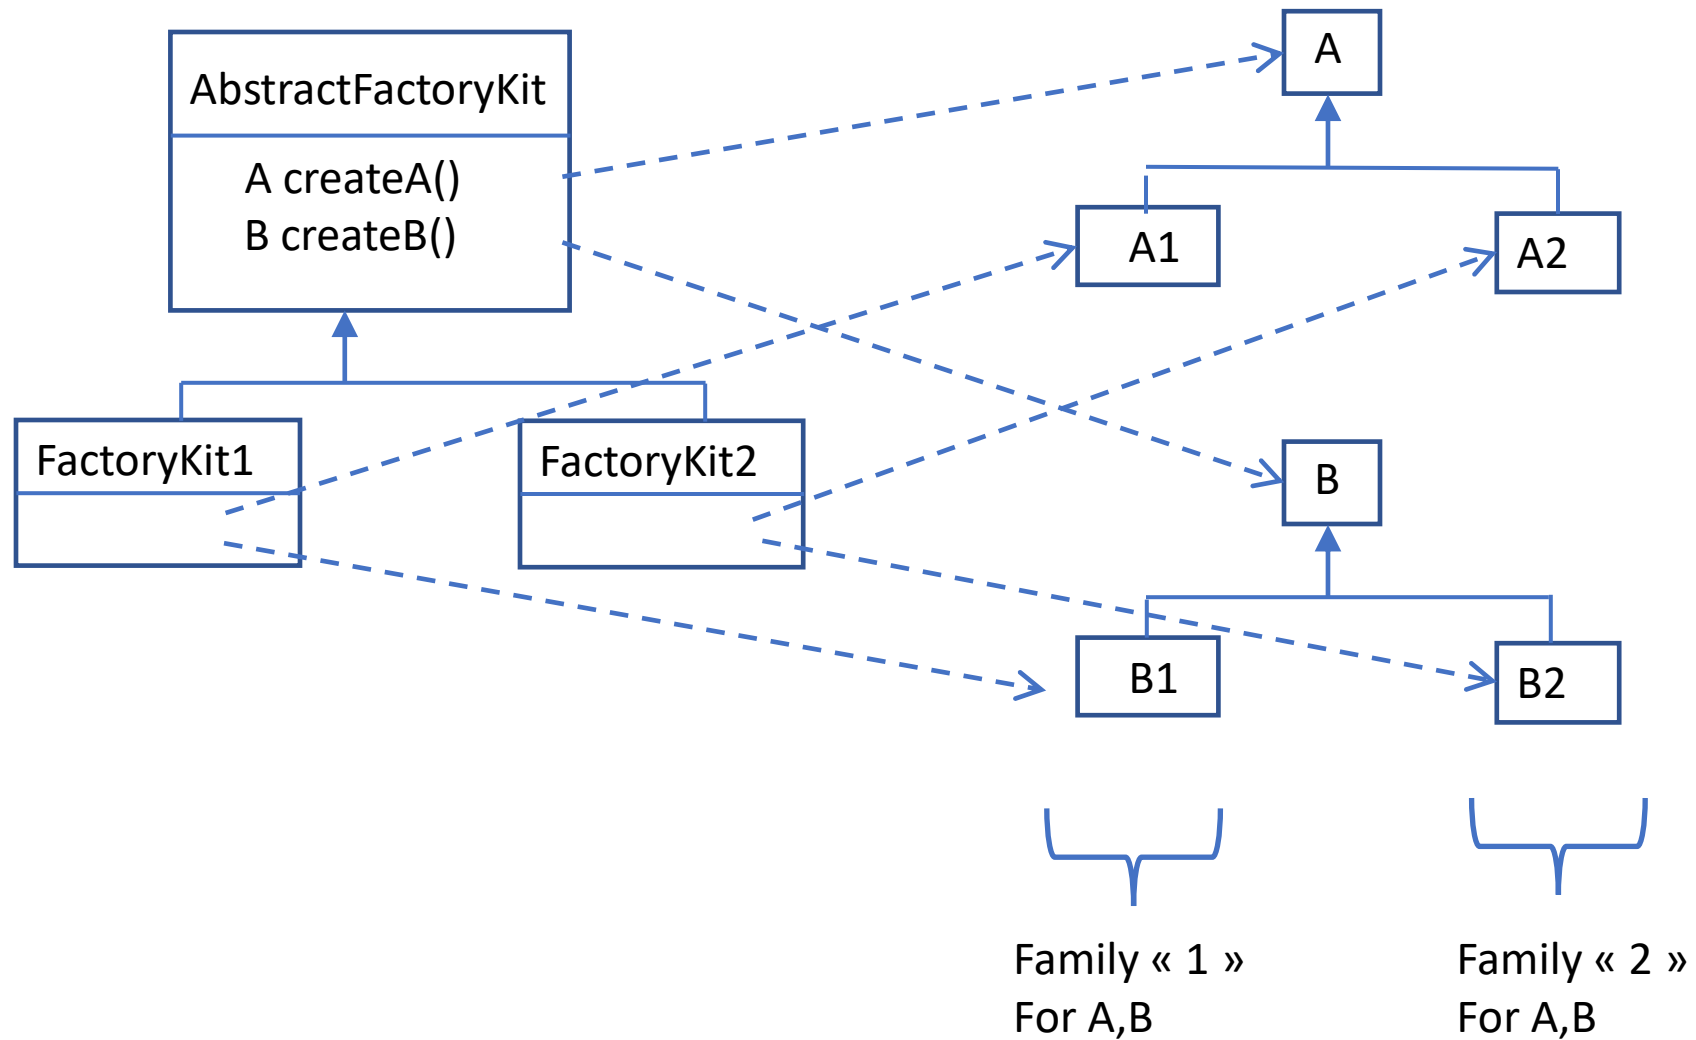 AbstractFactoryKit
A createA()
B createB()
FactoryKit1
FactoryKit2
A
A1
A2
B
B1
B2
Family « 1 »
For A,B
Family « 2 »
For A,B